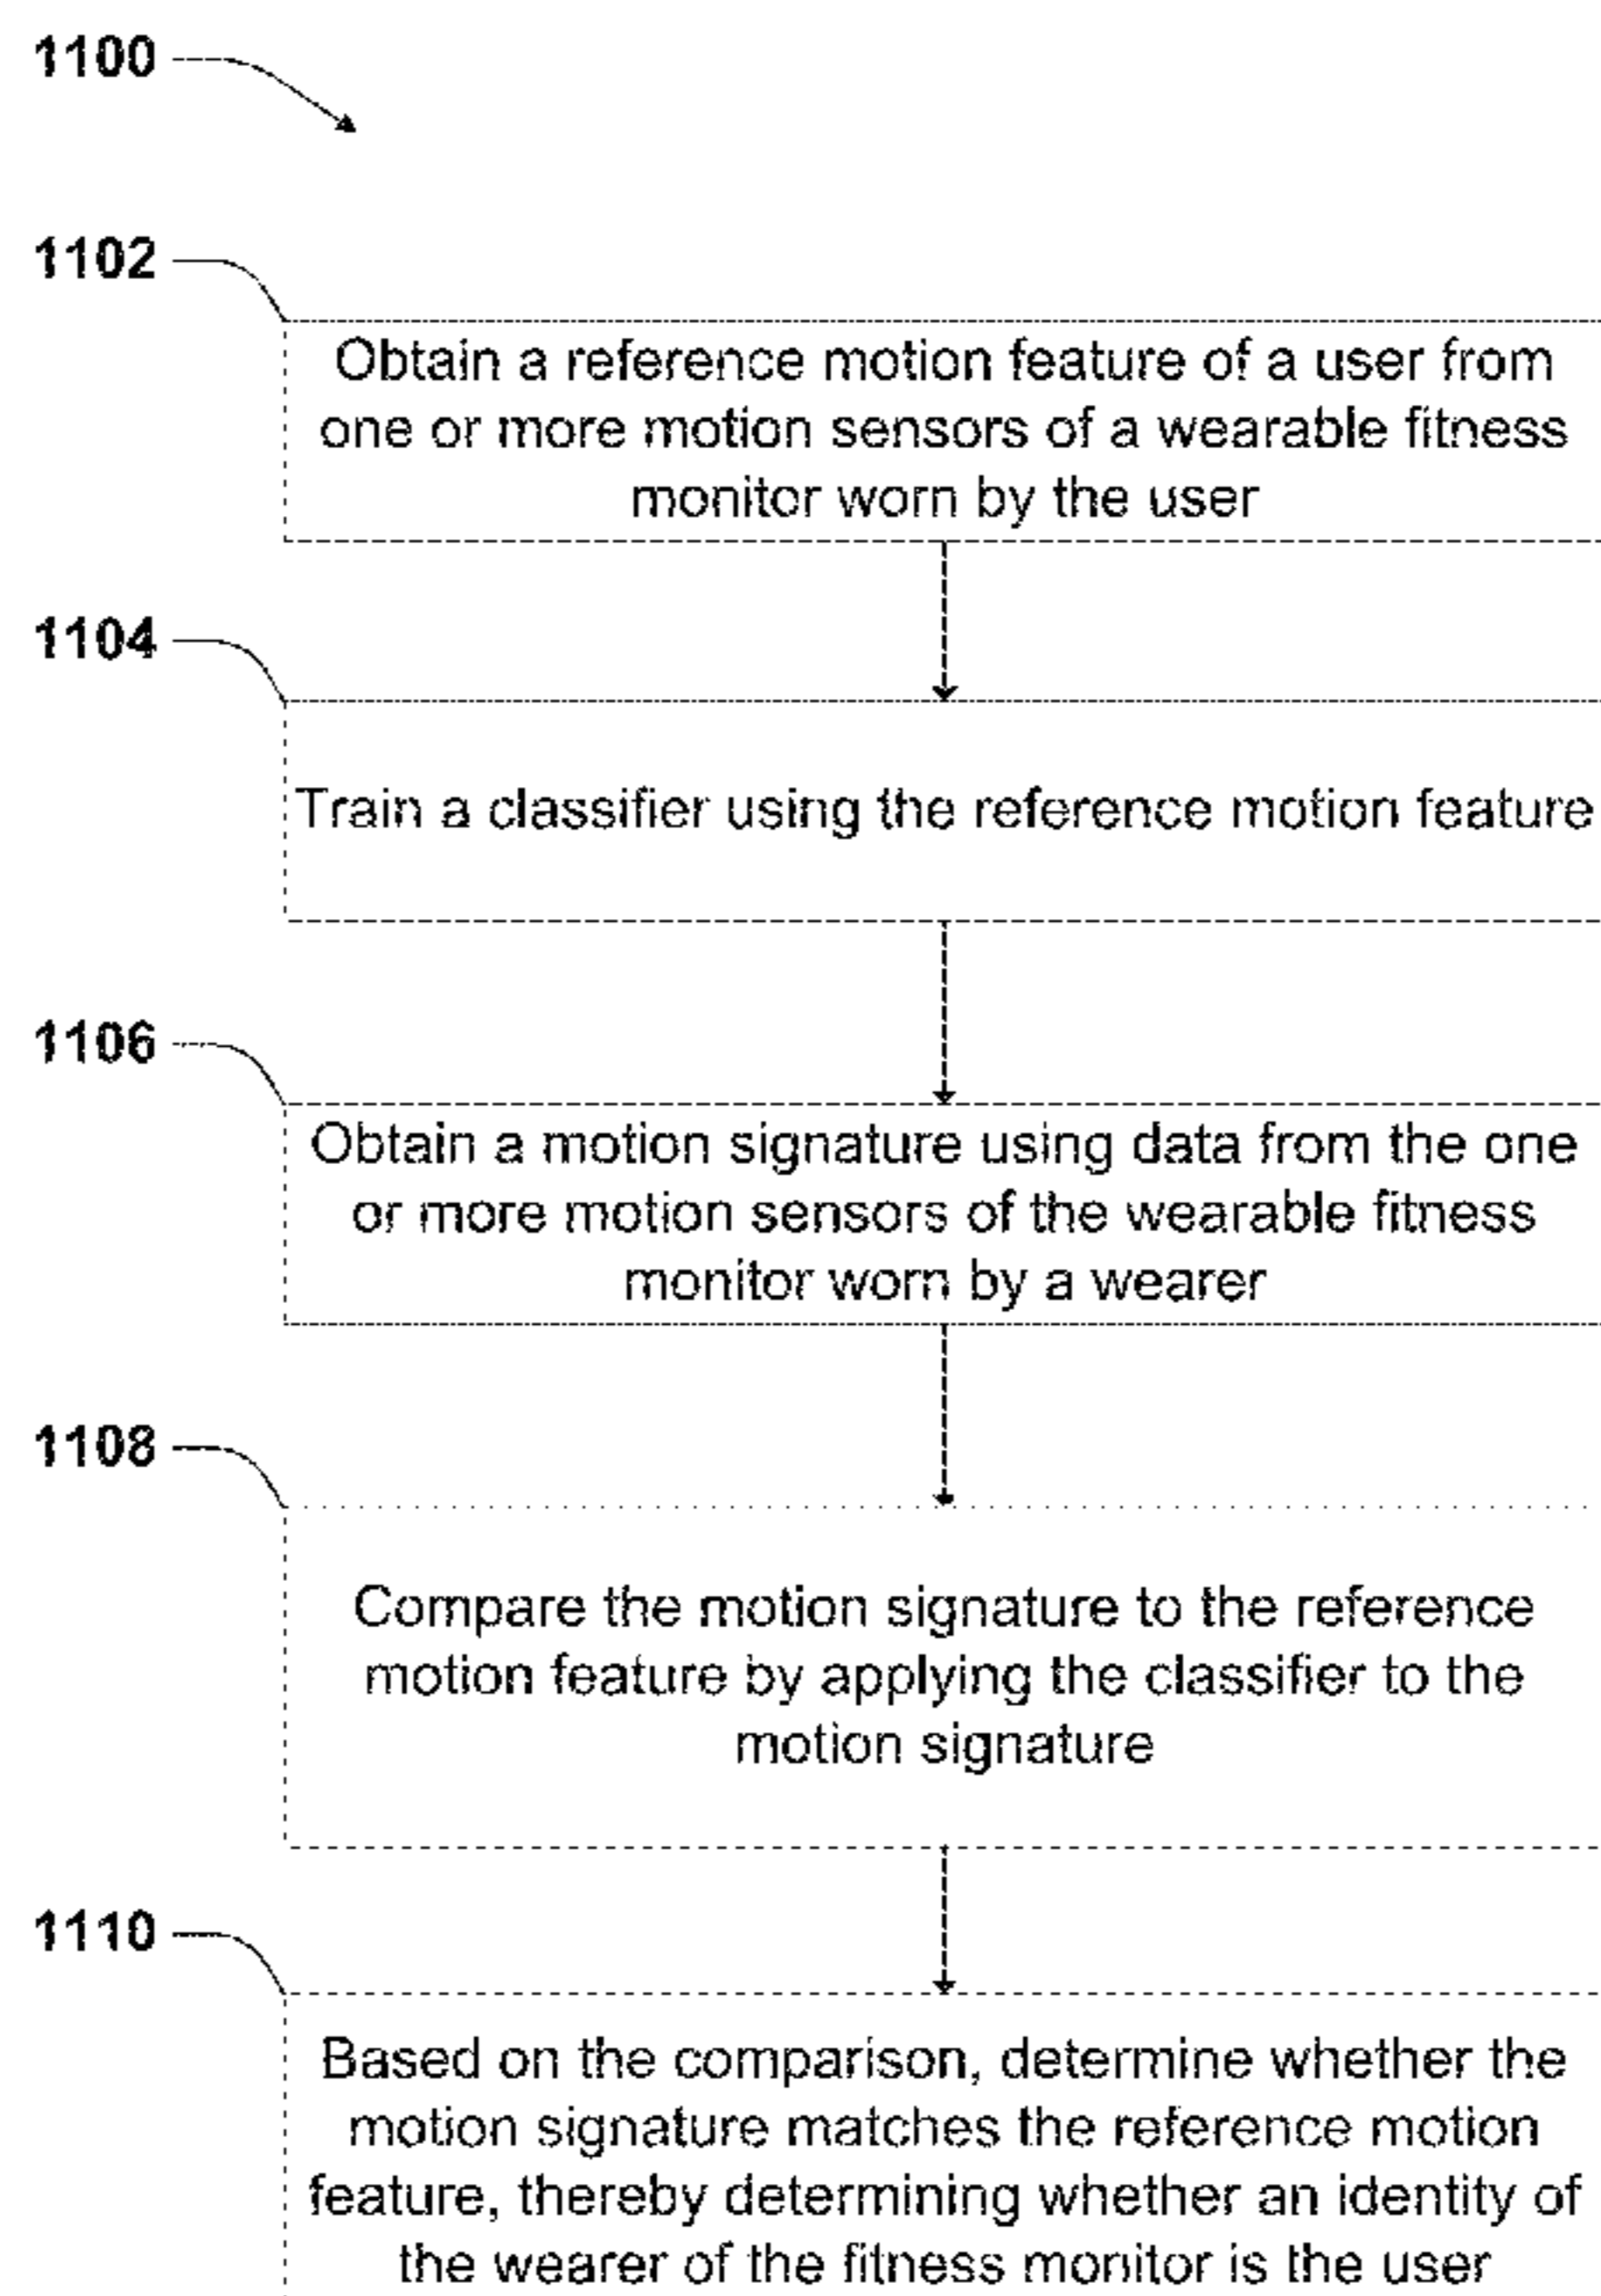 1100
1102
Obtain a reference motion feature of a user from
one or more motion sensors of a wearable fitness
monitor worn by the user
1104
Train a classifier using the reference motion feature
1106
Obtain a motion signature using data from the one
or more motion sensors of the wearable fitness
monitor worn by a wearer
1108
Compare the motion signature to the reference
motion feature by applying the classifier to the
motion signature
1110
Based on the comparison, determine whether the
motion signature matches the reference motion
feature, thereby determining whether an identity of
the wearer of the fitness monitor is the user